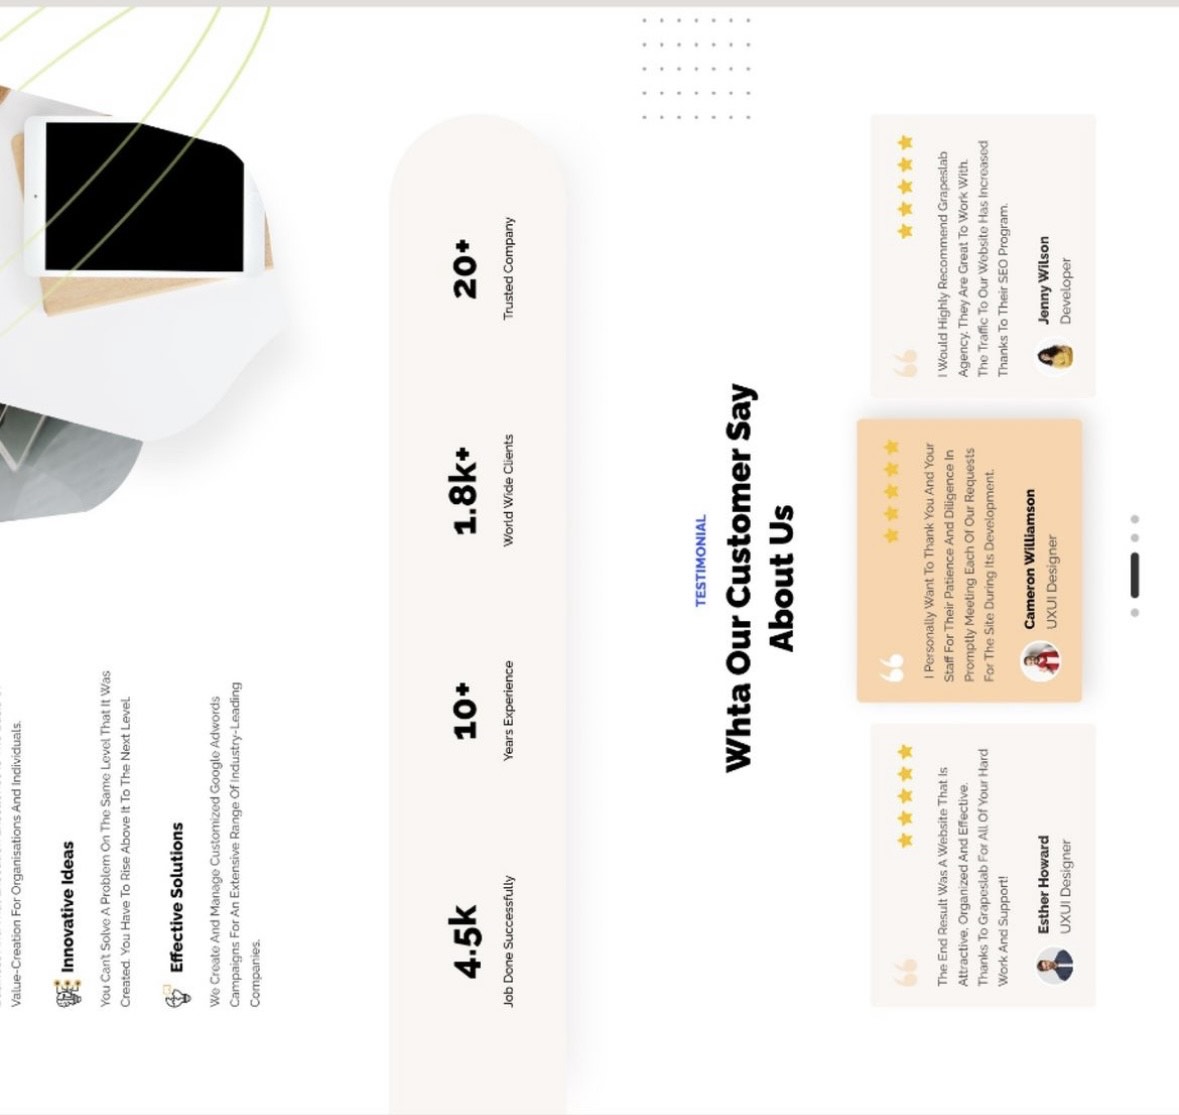 Value-Creation For Organisations And Individuals.
Innovative Ideas
You Can't Solve A Problem On The Same Level That It Was
Created. You Have To Rise Above It To The Next Level.
Effective Solutions
We Create And Manage Customized Google Adwords
Campaigns For An Extensive Range Of Industry-Leading
Companies.
4.5k
Job Done Successfully
10+
Years Experience
1.8k+
World Wide Clients
20+
Trusted Company
TESTIMONIAL
Whta Our Customer Say
About Us
The End Result Was A Website That Is
Attractive, Organized And Effective.
Thanks To Grapeslab For All Of Your Hard
Work And Support!
Esther Howard
UXUI Designer
I Personally Want To Thank You And Your
Staff For Their Patience And Diligence In
Promptly Meeting Each Of Our Requests
For The Site During Its Development.
Cameron Williamson
UXUI Designer
I Would Highly Recommend Grapeslab
Agency. They Are Great To Work With.
The Traffic To Our Website Has Increased
Thanks To Their SEO Program.
Jenny Wilson
Developer